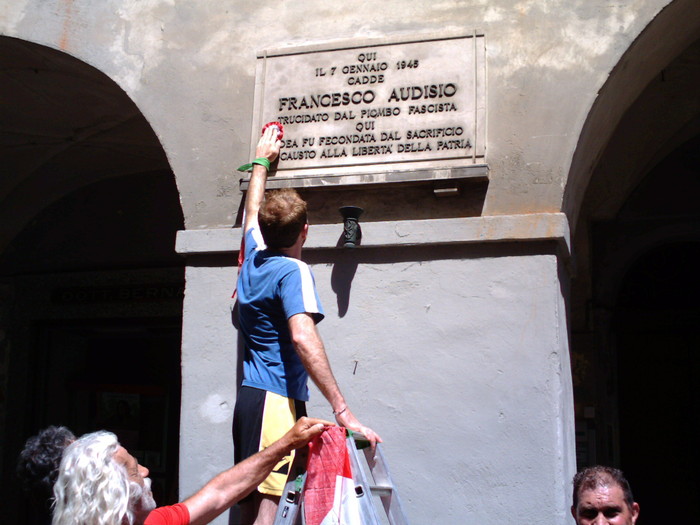 QUI
IL 7 GENNAIO 1945
CADDE
FRANCESCO AUDISIO
TRUCIDATO DAL PIOMBO FASCISTA
QUI
DEA FU FECONDATA DAL SACRIFICIO
CAUSTO ALLA LIBERTÀ DELLA PATRIA